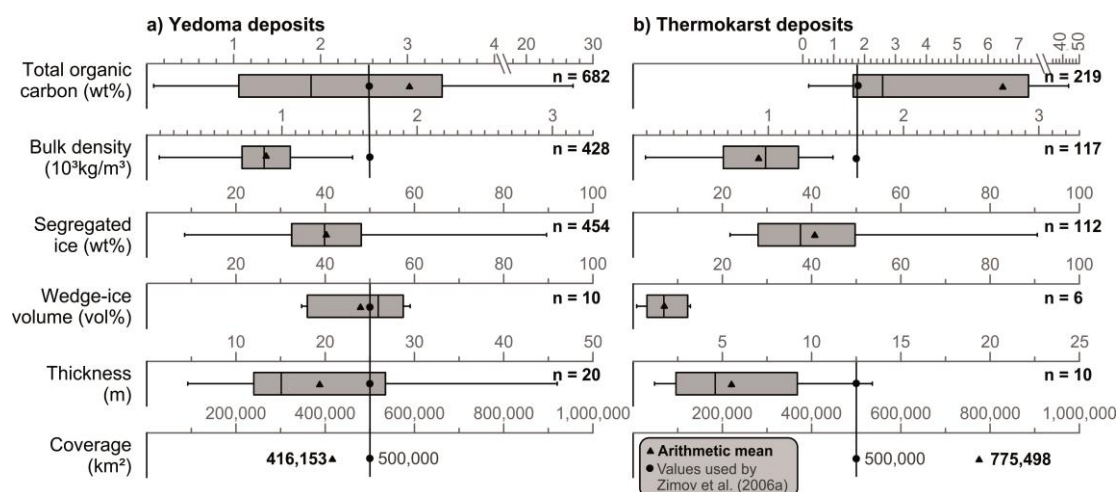 a) Yedoma deposits
b) Thermokarst deposits
1 2 3 4 20 30
0 1 2 3 4 5 6 7 40 50
Total organic
carbon (wt%)
n = 682
n = 219
1 2 3
1 2 3
Bulk density
(10³kg/m³)
n = 428
n = 117
20 40 60 80 100
20 40 60 80 100
Segregated
ice (wt%)
n = 454
n = 112
20 40 60 80 100
20 40 60 80 100
Wedge-ice
volume (vol%)
n = 10
n = 6
10 20 30 40 50
5 10 15 20 25
Thickness
(m)
n = 20
n = 10
200,000 400,000 600,000 800,000 1,000,000
200,000 400,000 600,000 800,000 1,000,000
Coverage
(km²)
416,153
500,000
Arithmetic mean
Values used by
Zimov et al. (2006a)
500,000
775,498